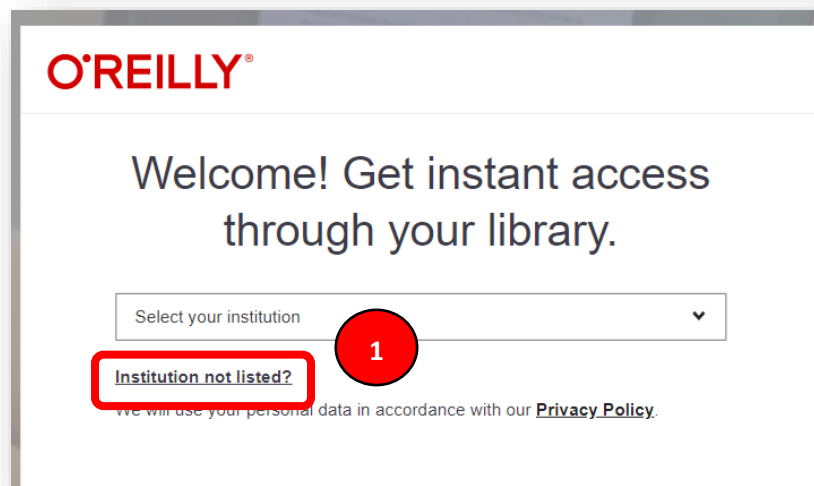 O'REILLY®
Welcome! Get instant access
through your library.
Select your institution
1
Institution not listed?
We will use your personal data in accordance with our Privacy Policy.